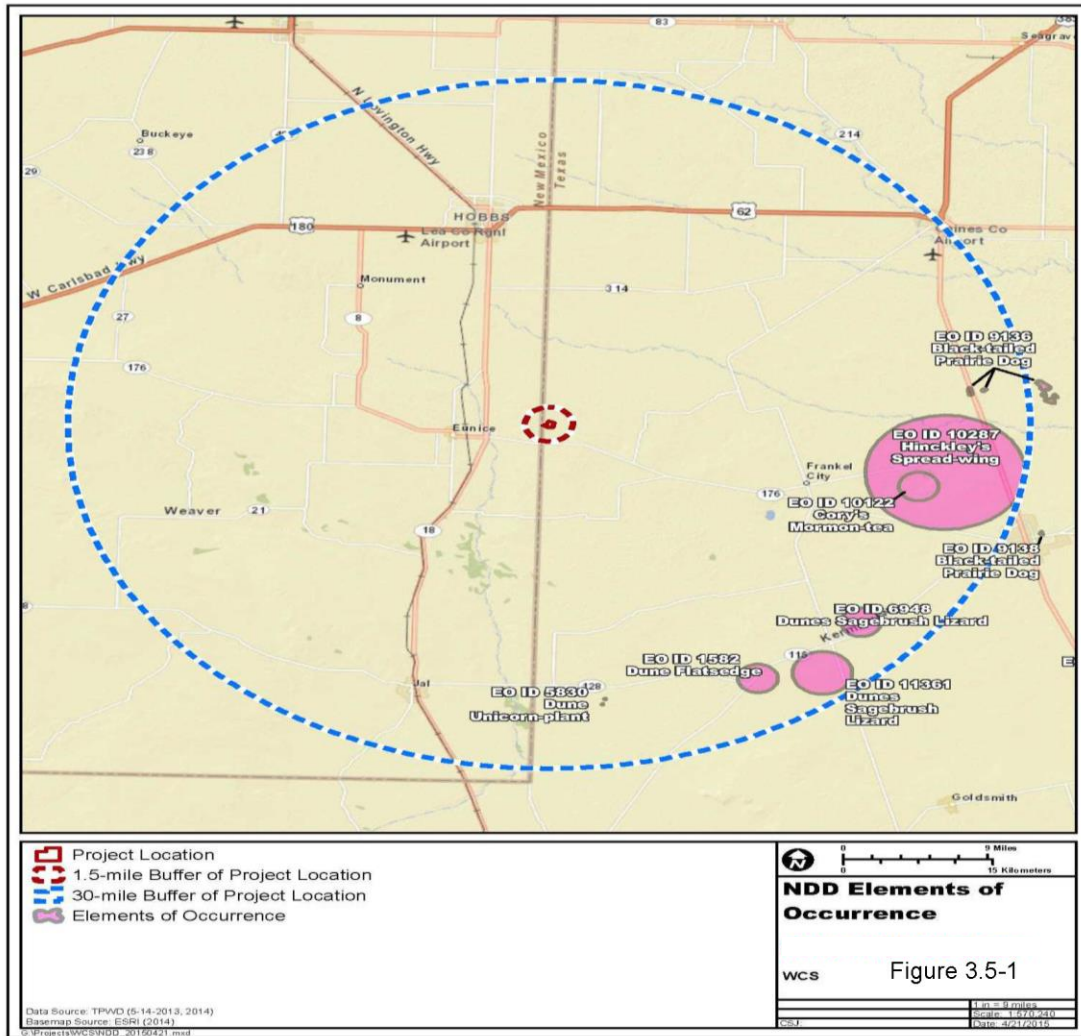 83
385
Seagraves
N Lovington Hwy
Buckeye
238
29
214
New Mexico
Texas
HOBBS
62
180
Lea Co Rgnl
Airport
Gaines Co
Airport
W Carlsbad Hwy
Monument
314
27
8
176
EO ID 9136
Black-tailed
Prairie Dog
Eunice
EO ID 10287
Hinckley's
Spread-wing
Frankel
City
176
EO ID 10122
Cory's
Mormon-tea
Weaver
21
18
EO ID 9138
Black-tailed
Prairie Dog
EO ID 6948
Dunes Sagebrush Lizard
Kermit
115
EO ID 1582
Dune Flatsedge
Jal
128
EO ID 5830
Dune
Unicorn-plant
EO ID 11361
Dunes
Sagebrush
Lizard
Goldsmith
Project Location
1.5-mile Buffer of Project Location
30-mile Buffer of Project Location
Elements of Occurrence
N
0 9 Miles
0 15 Kilometers
NDD Elements of
Occurrence
WCS
Figure 3.5-1
1 in = 9 miles
Scale: 1:570,240
CSJ:
Date: 4/21/2015
Data Source: TPWD (5-14-2013, 2014)
Basemap Source: ESRI (2014)
G:\Projects\WCS\NDD_20150421.mxd